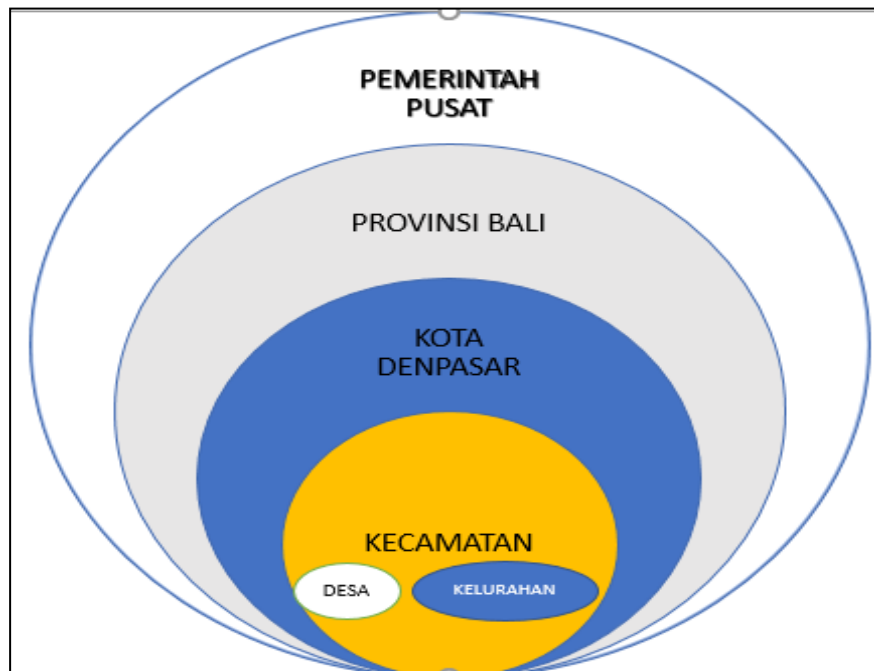 PEMERINTAH
PUSAT
PROVINSI BALI
KOTA
DENPASAR
KECAMATAN
DESA
KELURAHAN